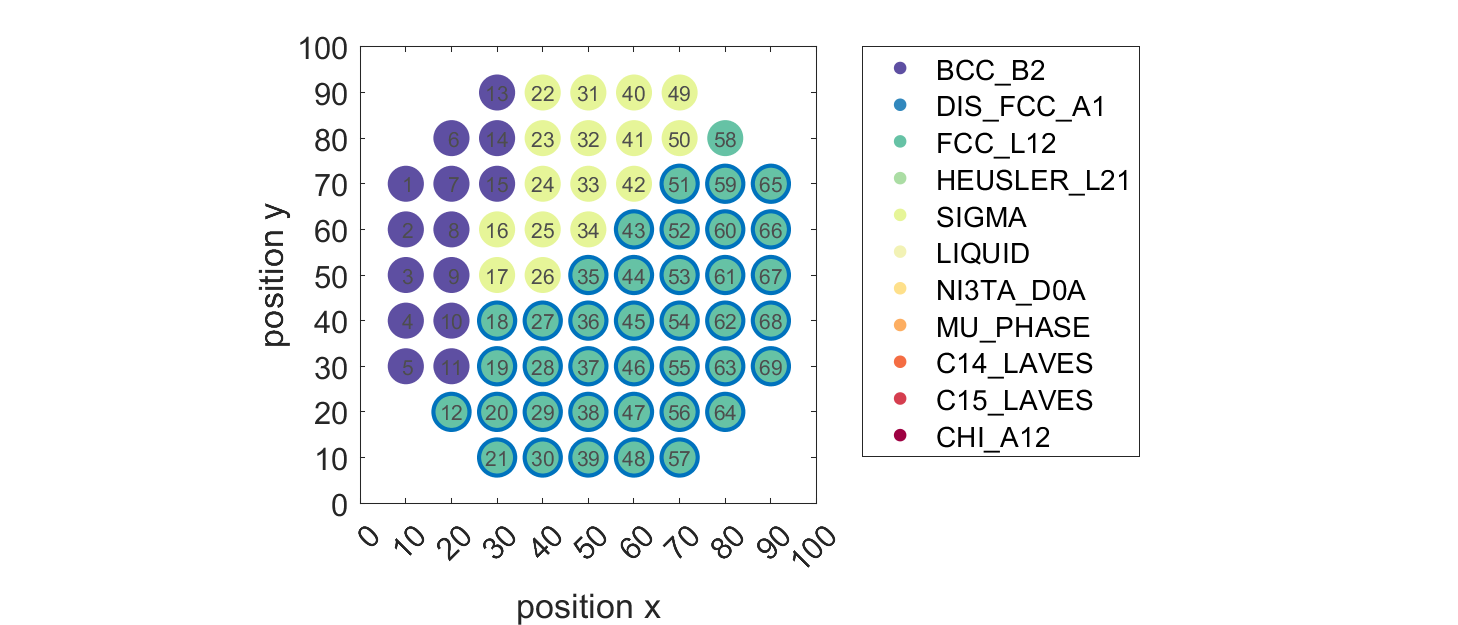 100
90
80
70
60
50
40
30
20
10
0
position y
13 22 31 40 49
6 14 23 32 41 50 58
1 7 15 24 33 42 51 59 65
2 8 16 25 34 43 52 60 66
3 9 17 26 35 44 53 61 67
4 10 18 27 36 45 54 62 68
5 11 19 28 37 46 55 63 69
12 20 29 38 47 56 64
21 30 39 48 57
0 10 20 30 40 50 60 70 80 90 100
position x
BCC_B2
DIS_FCC_A1
FCC_L12
HEUSLER_L21
SIGMA
LIQUID
NI3TA_D0A
MU_PHASE
C14_LAVES
C15_LAVES
CHI_A12